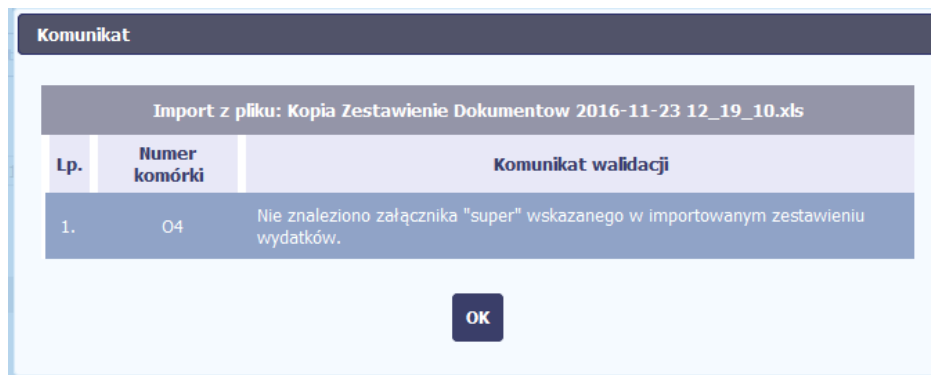 Komunikat
Import z pliku: Kopia Zestawienie Dokumentow 2016-11-23 12_19_10.xls
Lp.
Numer
komórki
Komunikat walidacji
1.
O4
Nie znaleziono załącznika "super" wskazanego w importowanym zestawieniu
wydatków.
OK